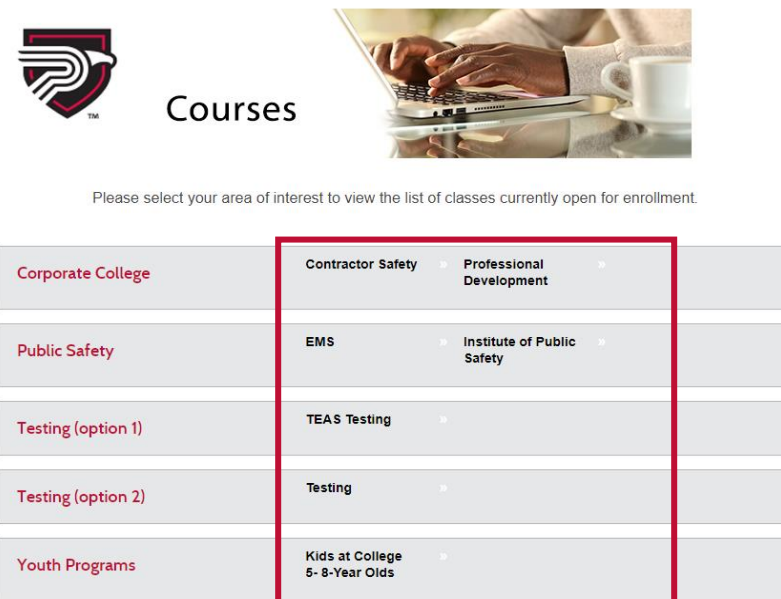 TM
Courses
Please select your area of interest to view the list of classes currently open for enrollment.
Corporate College
Contractor Safety »
Professional »
Development
Public Safety
EMS »
Institute of Public »
Safety
Testing (option 1)
TEAS Testing »
Testing (option 2)
Testing »
Youth Programs
Kids at College »
5- 8-Year Olds